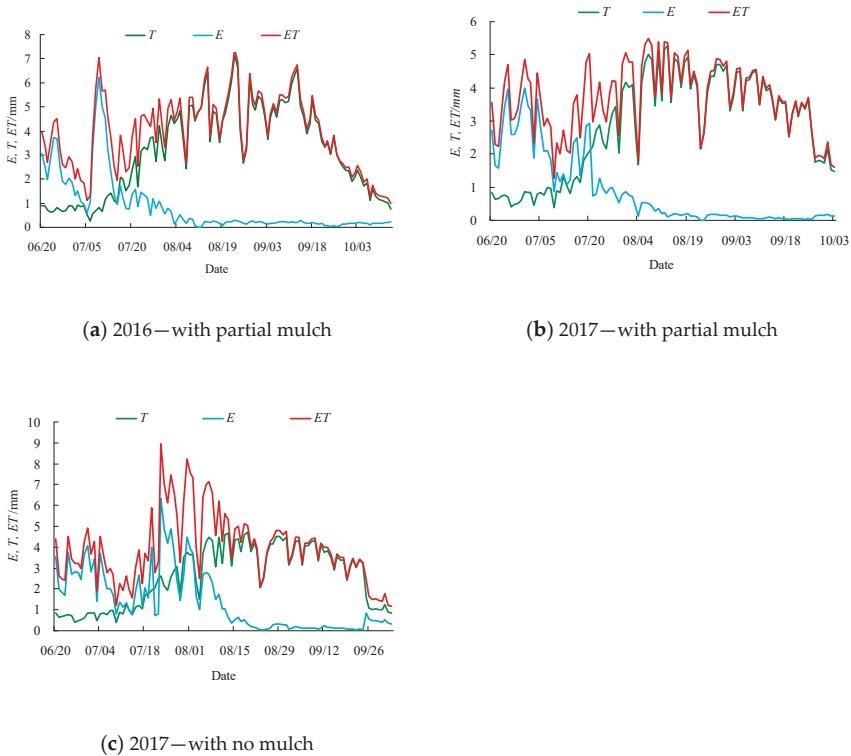 T E ET
8
7
6
5
4
3
2
1
0
E, T, ET/mm
06/20 07/05 07/20 08/04 08/19 09/03 09/18 10/03
Date
(a) 2016—with partial mulch
T E ET
6
5
4
3
2
1
0
E, T, ET/mm
06/20 07/05 07/20 08/04 08/19 09/03 09/18 10/03
Date
(b) 2017—with partial mulch
T E ET
10
9
8
7
6
5
4
3
2
1
0
E, T, ET/mm
06/20 07/04 07/18 08/01 08/15 08/29 09/12 09/26
Date
(c) 2017—with no mulch